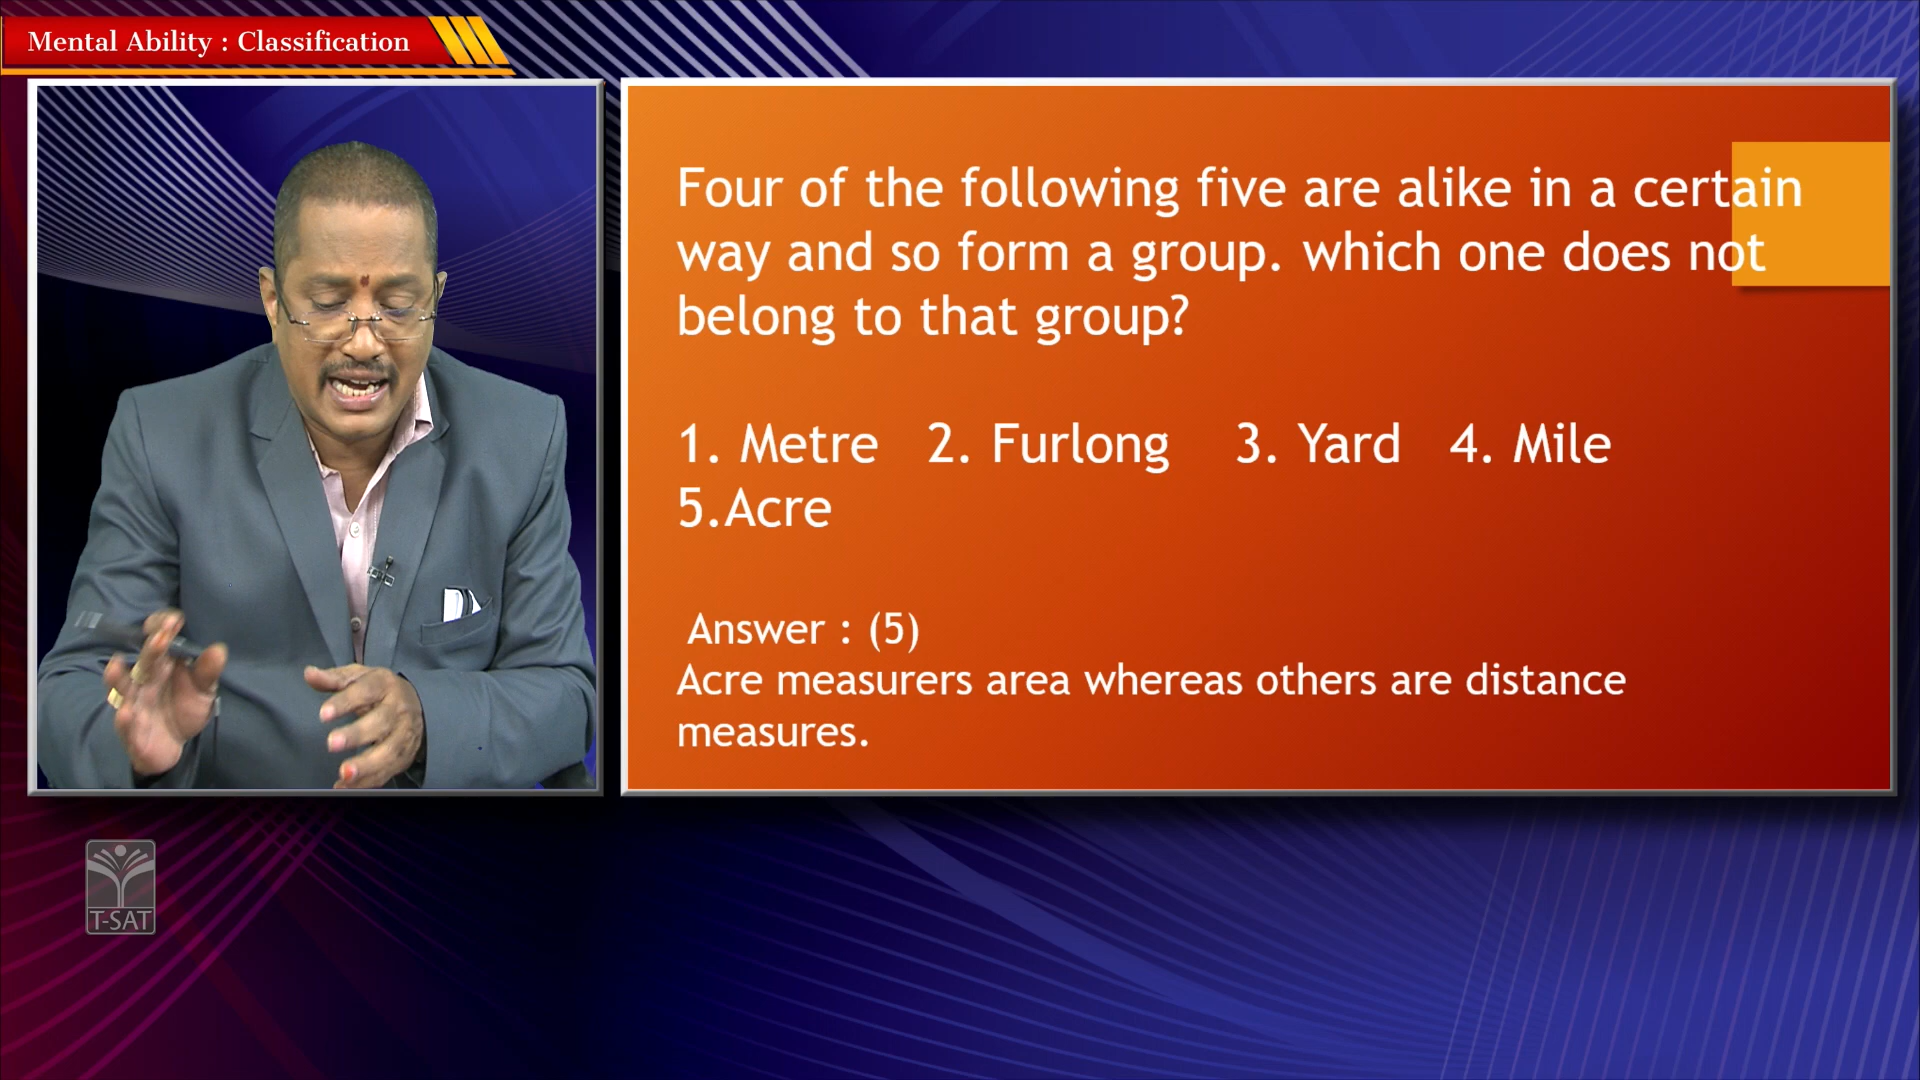 Mental Ability : Classification
Four of the following five are alike in a certain
way and so form a group. which one does not
belong to that group?
1. Metre 2. Furlong 3. Yard 4. Mile
5.Acre
Answer : (5)
Acre measurers area whereas others are distance
measures.
T-SAT